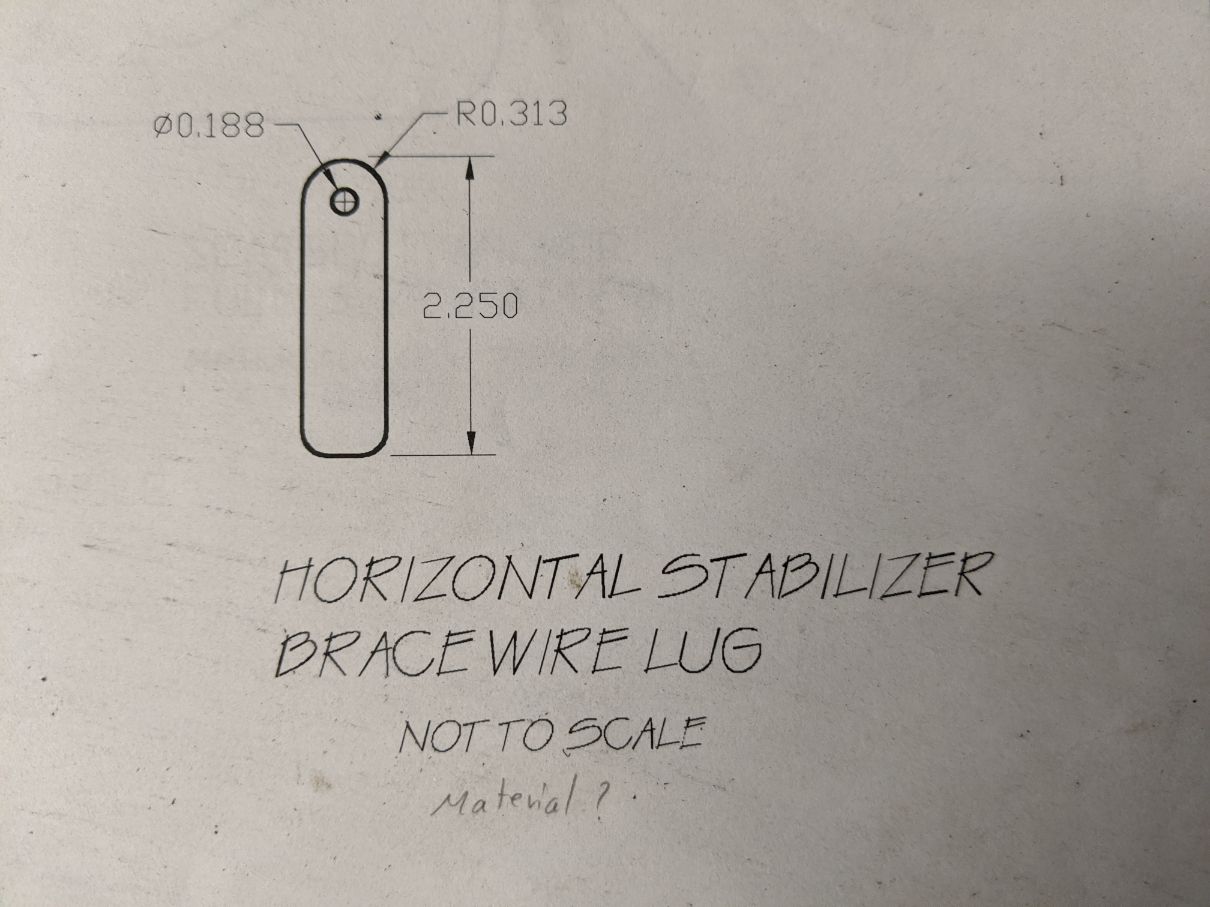 Ø0.188
R0.313
2.250
HORIZONTAL STABILIZER
BRACE WIRE LUG
NOT TO SCALE
Material ?